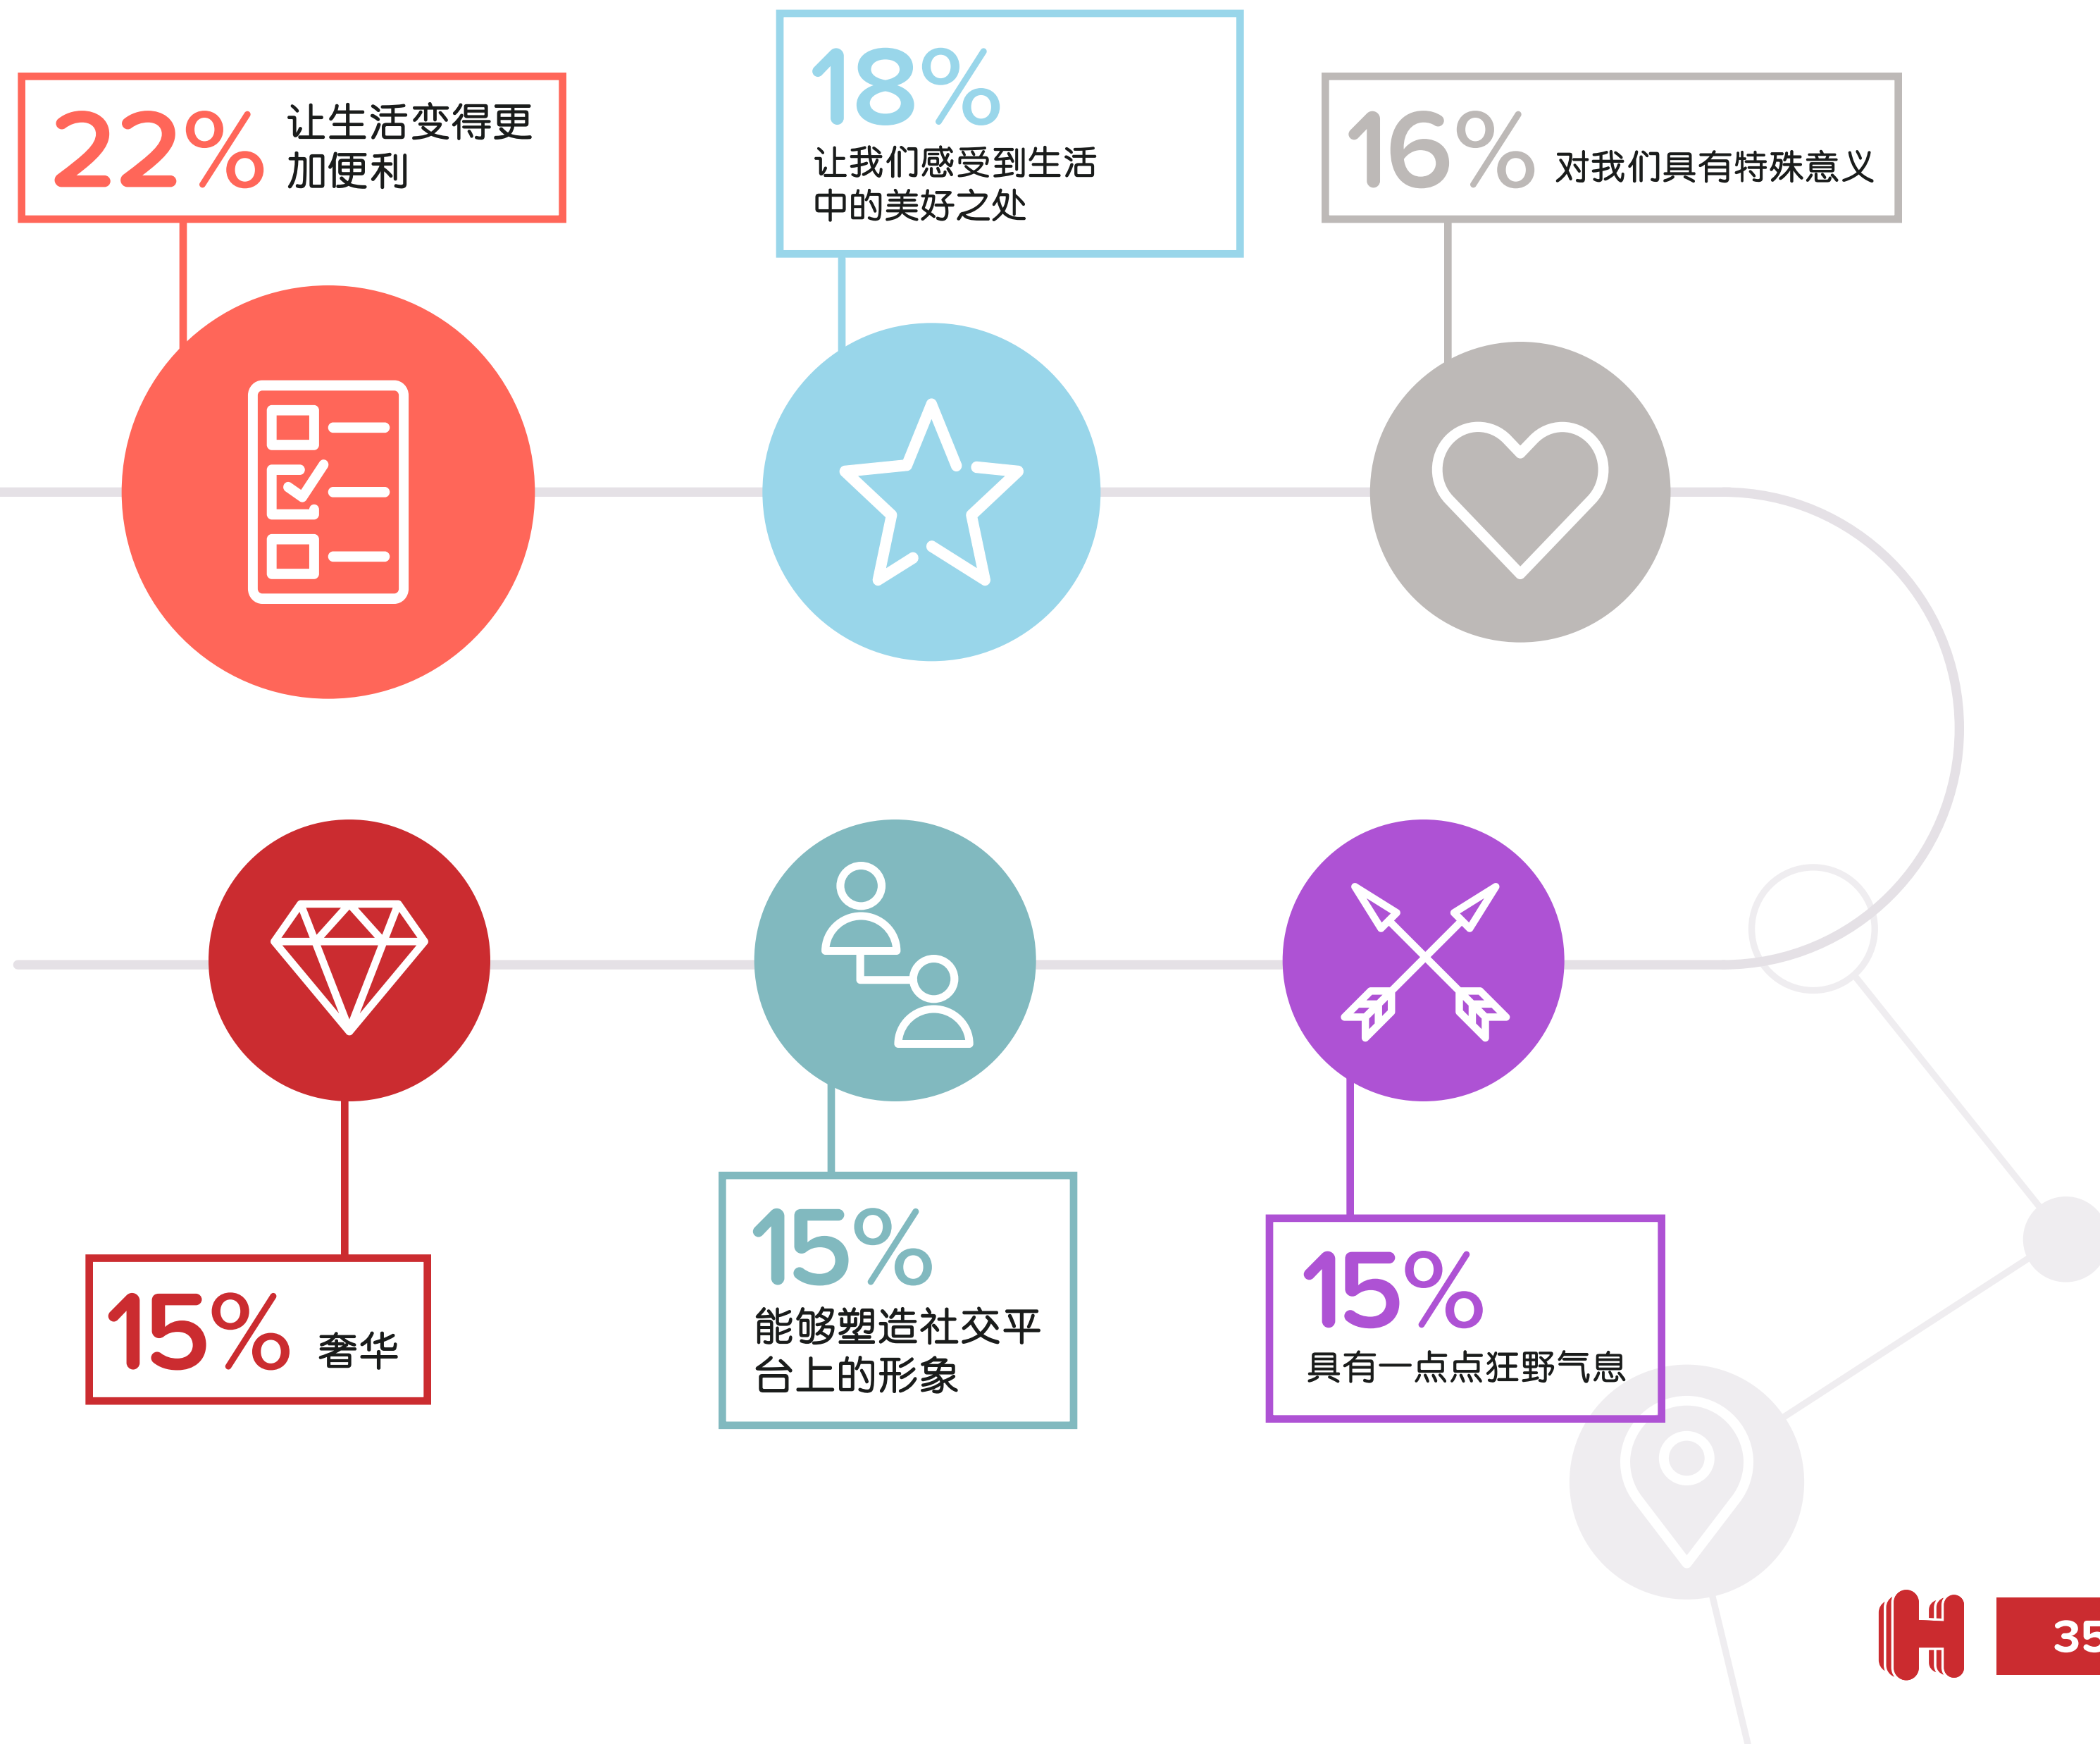 22%
让生活变得更
加便利
18%
让我们感受到生活
中的美好之处
16%
对我们具有特殊意义
15%
奢华
15%
能够塑造社交平
台上的形象
15%
具有一点点狂野气息
35